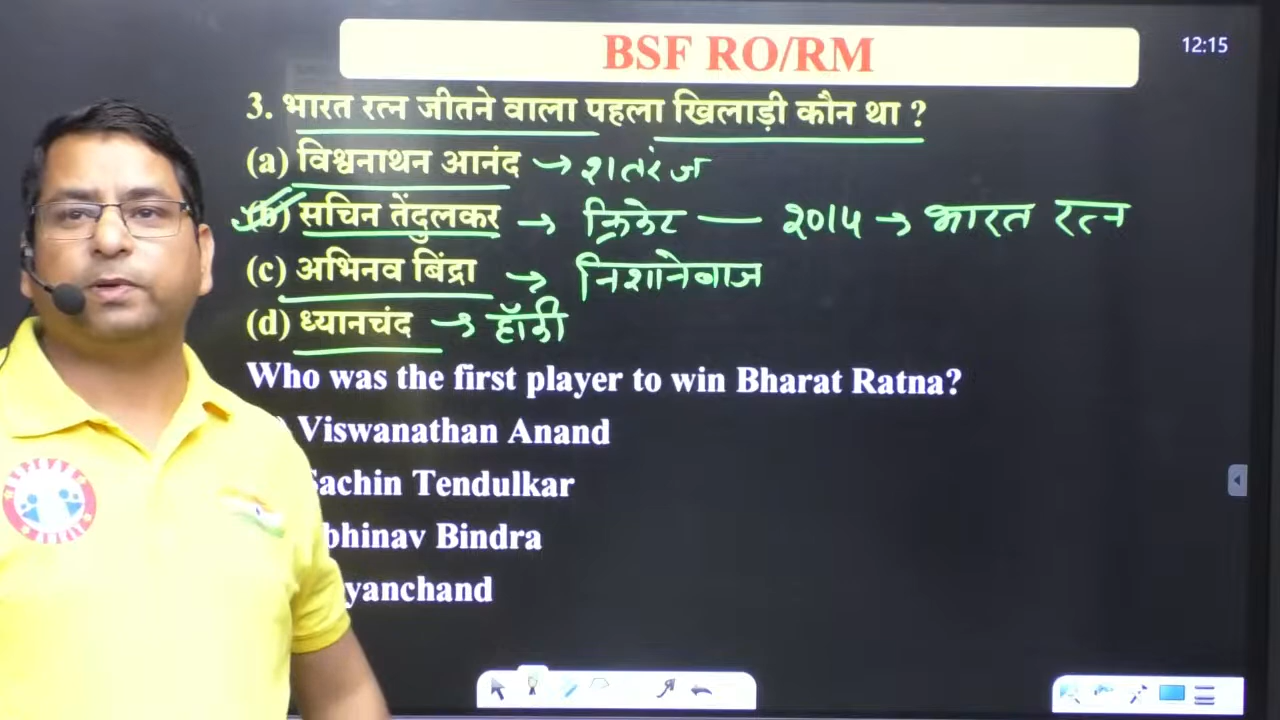 BSF RO/RM
12:15
3. भारत रत्न जीतने वाला पहला खिलाड़ी कौन था ?
(a) विश्वनाथन आनंद → शतरंज
(b) सचिन तेंदुलकर → क्रिकेट — 2014 → भारत रत्न
(c) अभिनव बिंद्रा → निशानेबाज
(d) ध्यानचंद → हॉकी
Who was the first player to win Bharat Ratna?
Viswanathan Anand
Sachin Tendulkar
bhinav Bindra
yanchand